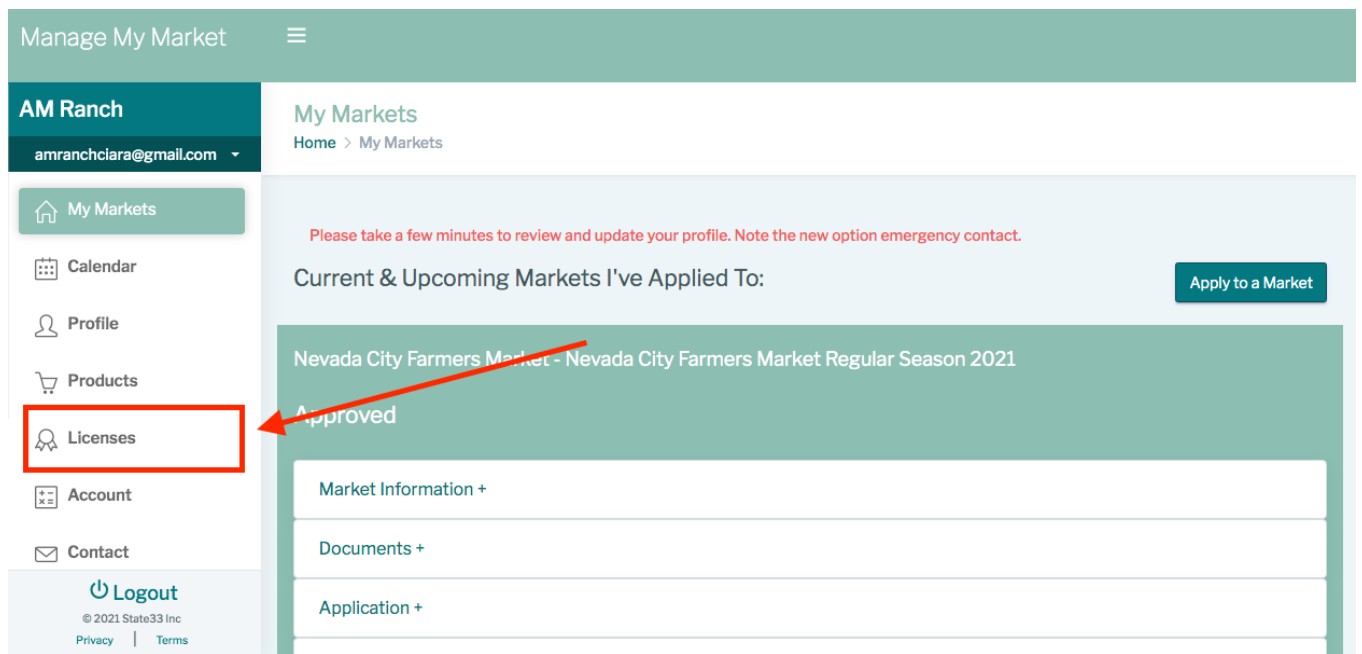 Manage My Market
AM Ranch
amranchciara@gmail.com
My Markets
Calendar
Profile
Products
Licenses
Account
Contact
Logout
© 2021 State33 Inc
Privacy | Terms
My Markets
Home > My Markets
Please take a few minutes to review and update your profile. Note the new option emergency contact.
Current & Upcoming Markets I've Applied To:
Apply to a Market
Nevada City Farmers Market - Nevada City Farmers Market Regular Season 2021
Approved
Market Information +
Documents +
Application +